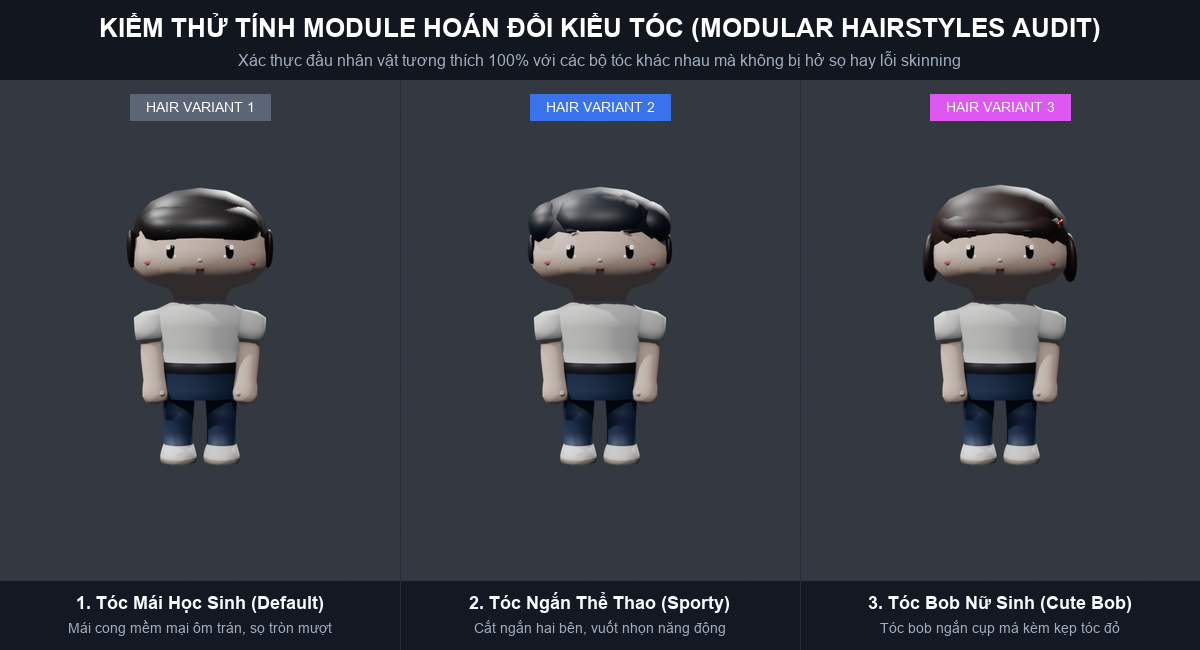 KIỂM THỬ TÍNH MODULE HOÁN ĐỔI KIỂU TÓC (MODULAR HAIRSTYLES AUDIT)
Xác thực đầu nhân vật tương thích 100% với các bộ tóc khác nhau mà không bị hở sọ hay lỗi skinning
HAIR VARIANT 1
HAIR VARIANT 2
HAIR VARIANT 3
1. Tóc Mái Học Sinh (Default)
Mái cong mềm mại ôm trán, sọ tròn mượt
2. Tóc Ngắn Thể Thao (Sporty)
Cắt ngắn hai bên, vuốt nhọn năng động
3. Tóc Bob Nữ Sinh (Cute Bob)
Tóc bob ngắn cụp má kèm kẹp tóc đỏ